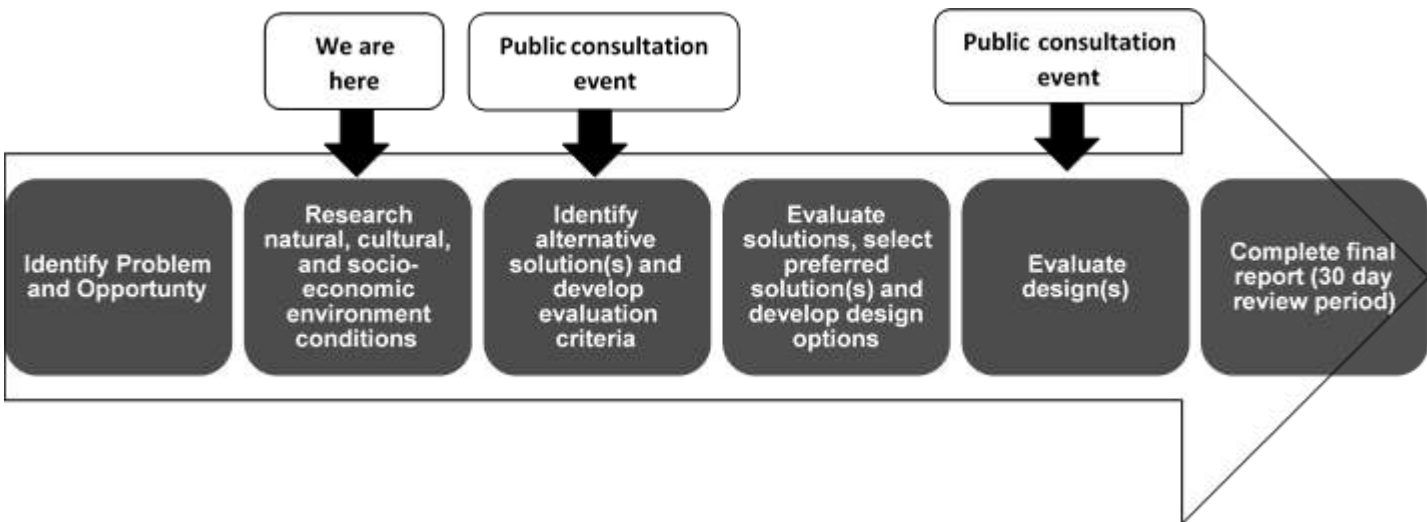 We are
here
Public consultation
event
Public consultation
event
Identify Problem
and Opportunty
Research
natural, cultural,
and socio-
economic
environment
conditions
Identify
alternative
solution(s) and
develop
evaluation
criteria
Evaluate
solutions, select
preferred
solution(s) and
develop design
options
Evaluate
design(s)
Complete final
report (30 day
review period)